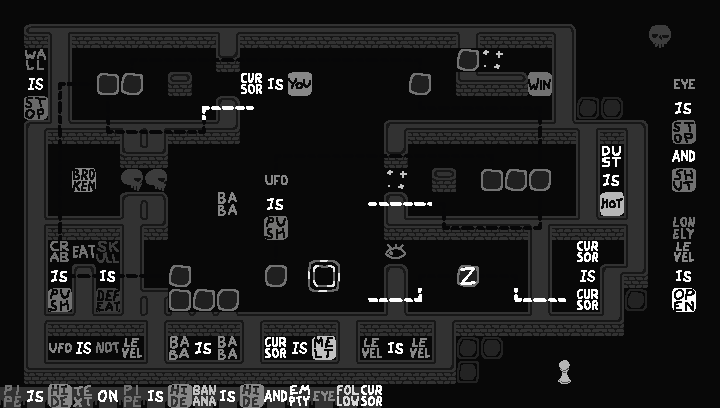 WALL
IS
STOP
CURSOR IS YOU
WIN
EYE
IS
STOP
AND
SHUT
BROKEN
BABA
UFO
IS
PUSH
DUST
IS
HOT
LONELY
LEVEL
IS
OPEN
CRAB EAT SKULL
IS IS
PUSH DEFEAT
Z
CURSOR
IS
CURSOR
UFO IS NOT LEVEL
BABA IS BABA
CURSOR IS MELT
LEVEL IS LEVEL
PIPE IS HIDE TEXT ON PIPE IS HIDE BANANA IS HIDE AND EMPTY EYE FOLLOW CURSOR